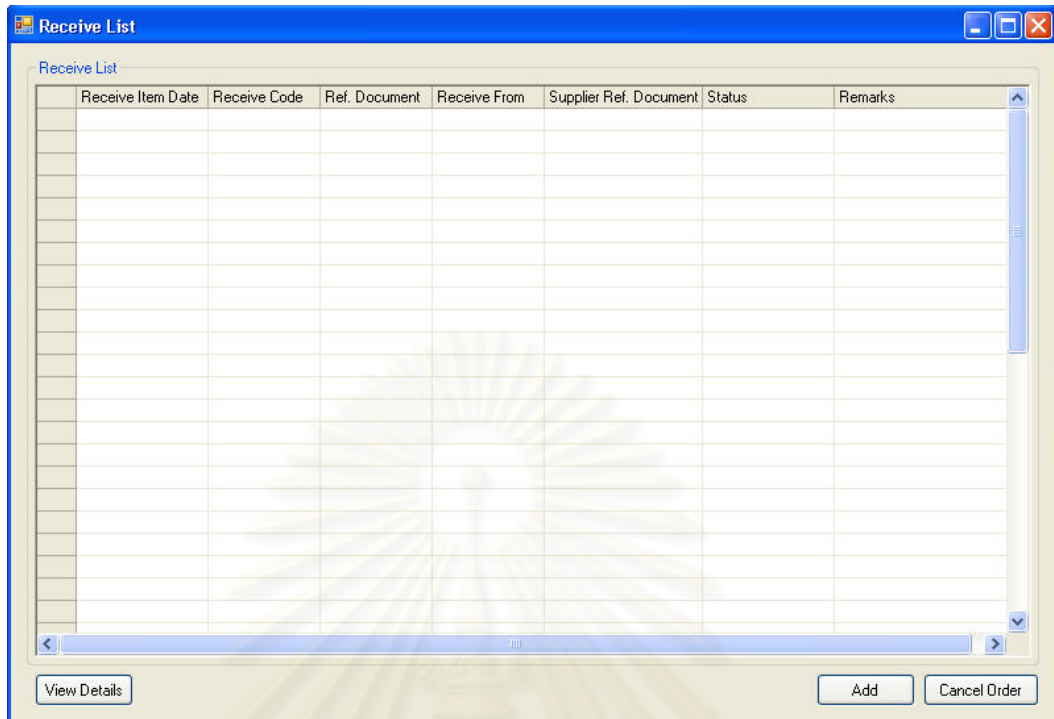 Receive List
Receive List
Receive Item Date Receive Code Ref. Document Receive From Supplier Ref. Document Status Remarks
View Details Add Cancel Order